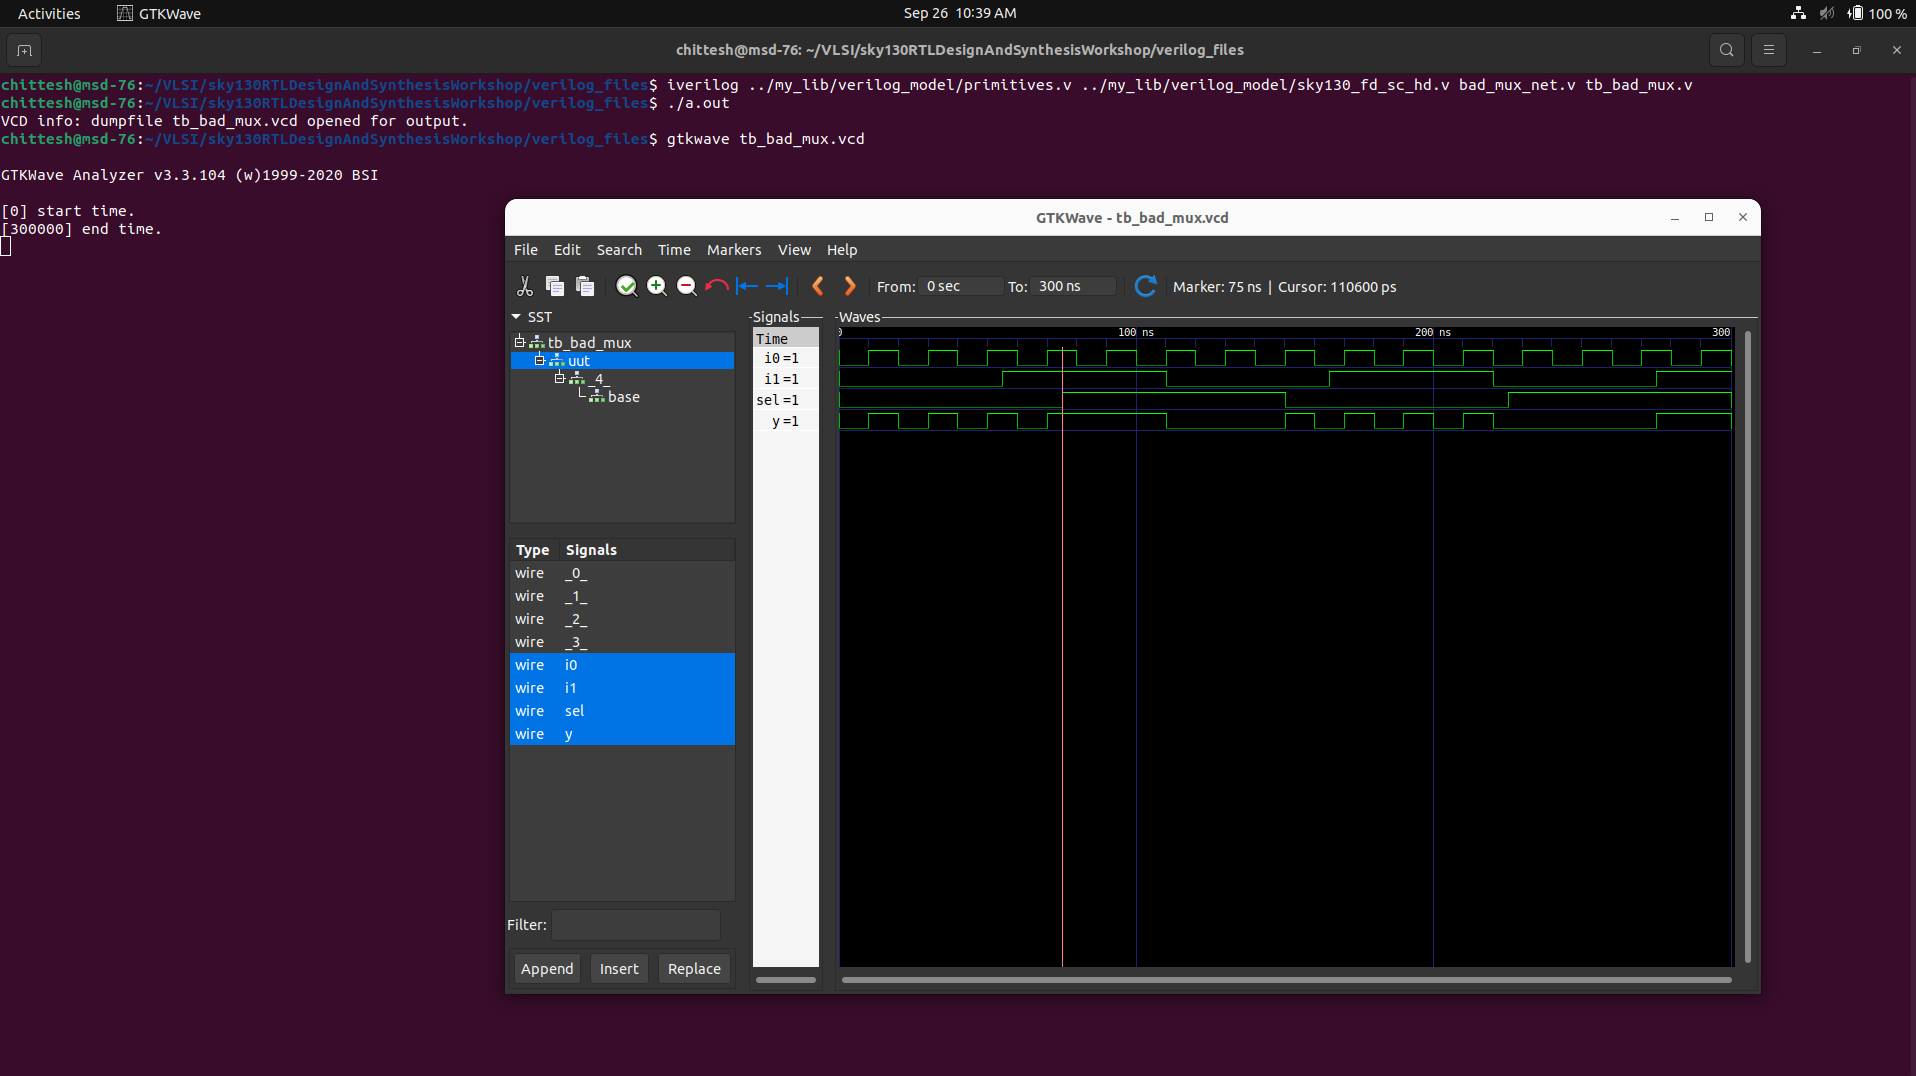 Activities GTKWave Sep 26 10:39 AM 100 %
chittesh@msd-76: ~/VLSI/sky130RTLDesignAndSynthesisWorkshop/verilog_files
chittesh@msd-76:~/VLSI/sky130RTLDesignAndSynthesisWorkshop/verilog_files$ iverilog ../my_lib/verilog_model/primitives.v ../my_lib/verilog_model/sky130_fd_sc_hd.v bad_mux_net.v tb_bad_mux.v
chittesh@msd-76:~/VLSI/sky130RTLDesignAndSynthesisWorkshop/verilog_files$ ./a.out
VCD info: dumpfile tb_bad_mux.vcd opened for output.
chittesh@msd-76:~/VLSI/sky130RTLDesignAndSynthesisWorkshop/verilog_files$ gtkwave tb_bad_mux.vcd
GTKWave Analyzer v3.3.104 (w)1999-2020 BSI
[0] start time.
[300000] end time.
GTKWave - tb_bad_mux.vcd
File Edit Search Time Markers View Help
From: 0 sec To: 300 ns Marker: 75 ns | Cursor: 110600 ps
SST
tb_bad_mux
uut
_4_
base
Type Signals
wire _0_
wire _1_
wire _2_
wire _3_
wire i0
wire i1
wire sel
wire y
Filter:
Append Insert Replace
Signals
Time
i0 =1
i1 =1
sel =1
y =1
Waves
0 100 ns 200 ns 300